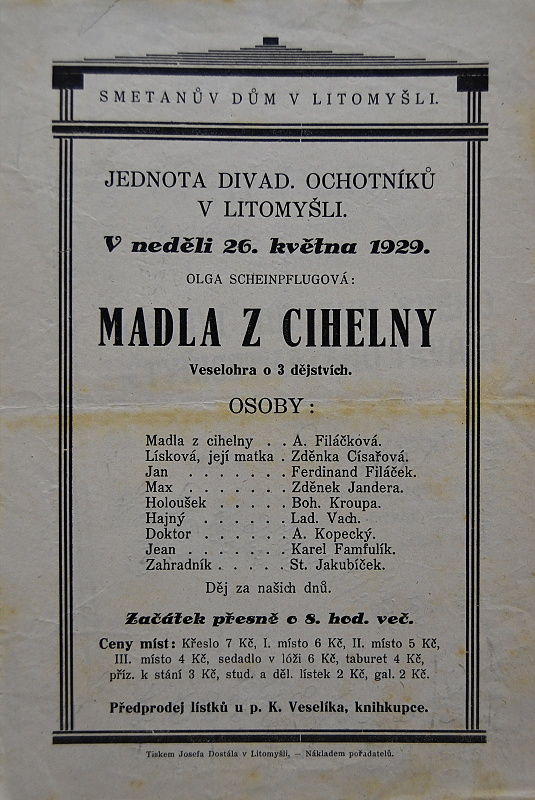 SMETANŮV DŮM V LITOMYŠLI.
JEDNOTA DIVAD. OCHOTNÍKŮ
V LITOMYŠLI.
V neděli 26. května 1929.
OLGA SCHEINPFLUGOVÁ:
MADLA Z CIHELNY
Veselohra o 3 dějstvích.
OSOBY:
Madla z cihelny . . A. Filáčková.
Lísková, její matka . Zděnka Císařová.
Jan . . . . . . . Ferdinand Filáček.
Max . . . . . . . Zděnek Jandera.
Holoušek . . . . . Boh. Kroupa.
Hajný . . . . . . Lad. Vach.
Doktor . . . . . . A. Kopecký.
Jean . . . . . . . Karel Famfulík.
Zahradník . . . . . St. Jakubíček.
Děj za našich dnů.
Začátek přesně o 8. hod. več.
Ceny míst: Křeslo 7 Kč, I. místo 6 Kč, II. místo 5 Kč,
III. místo 4 Kč, sedadlo v lóži 6 Kč, taburet 4 Kč,
příz. k stání 3 Kč, stud. a děl. lístek 2 Kč, gal. 2 Kč.
Předprodej lístků u p. K. Veselíka, knihkupce.
Tiskem Josefa Dostála v Litomyšli, — Nákladem pořadatelů.